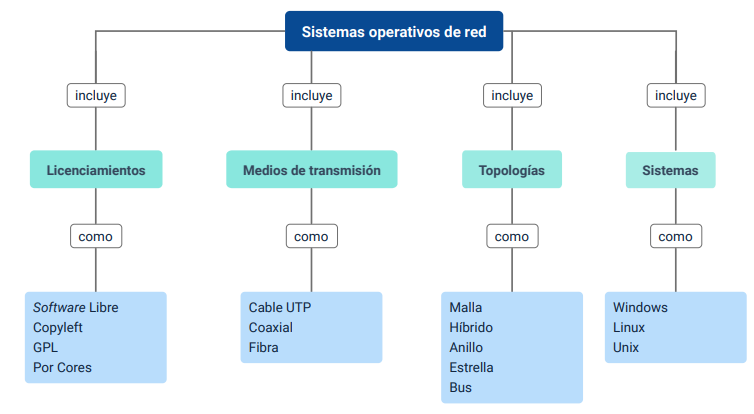 Sistemas operativos de red
incluye
incluye
incluye
incluye
Licenciamientos
Medios de transmisión
Topologías
Sistemas
como
como
como
como
Software Libre
Copyleft
GPL
Por Cores
Cable UTP
Coaxial
Fibra
Malla
Híbrido
Anillo
Estrella
Bus
Windows
Linux
Unix